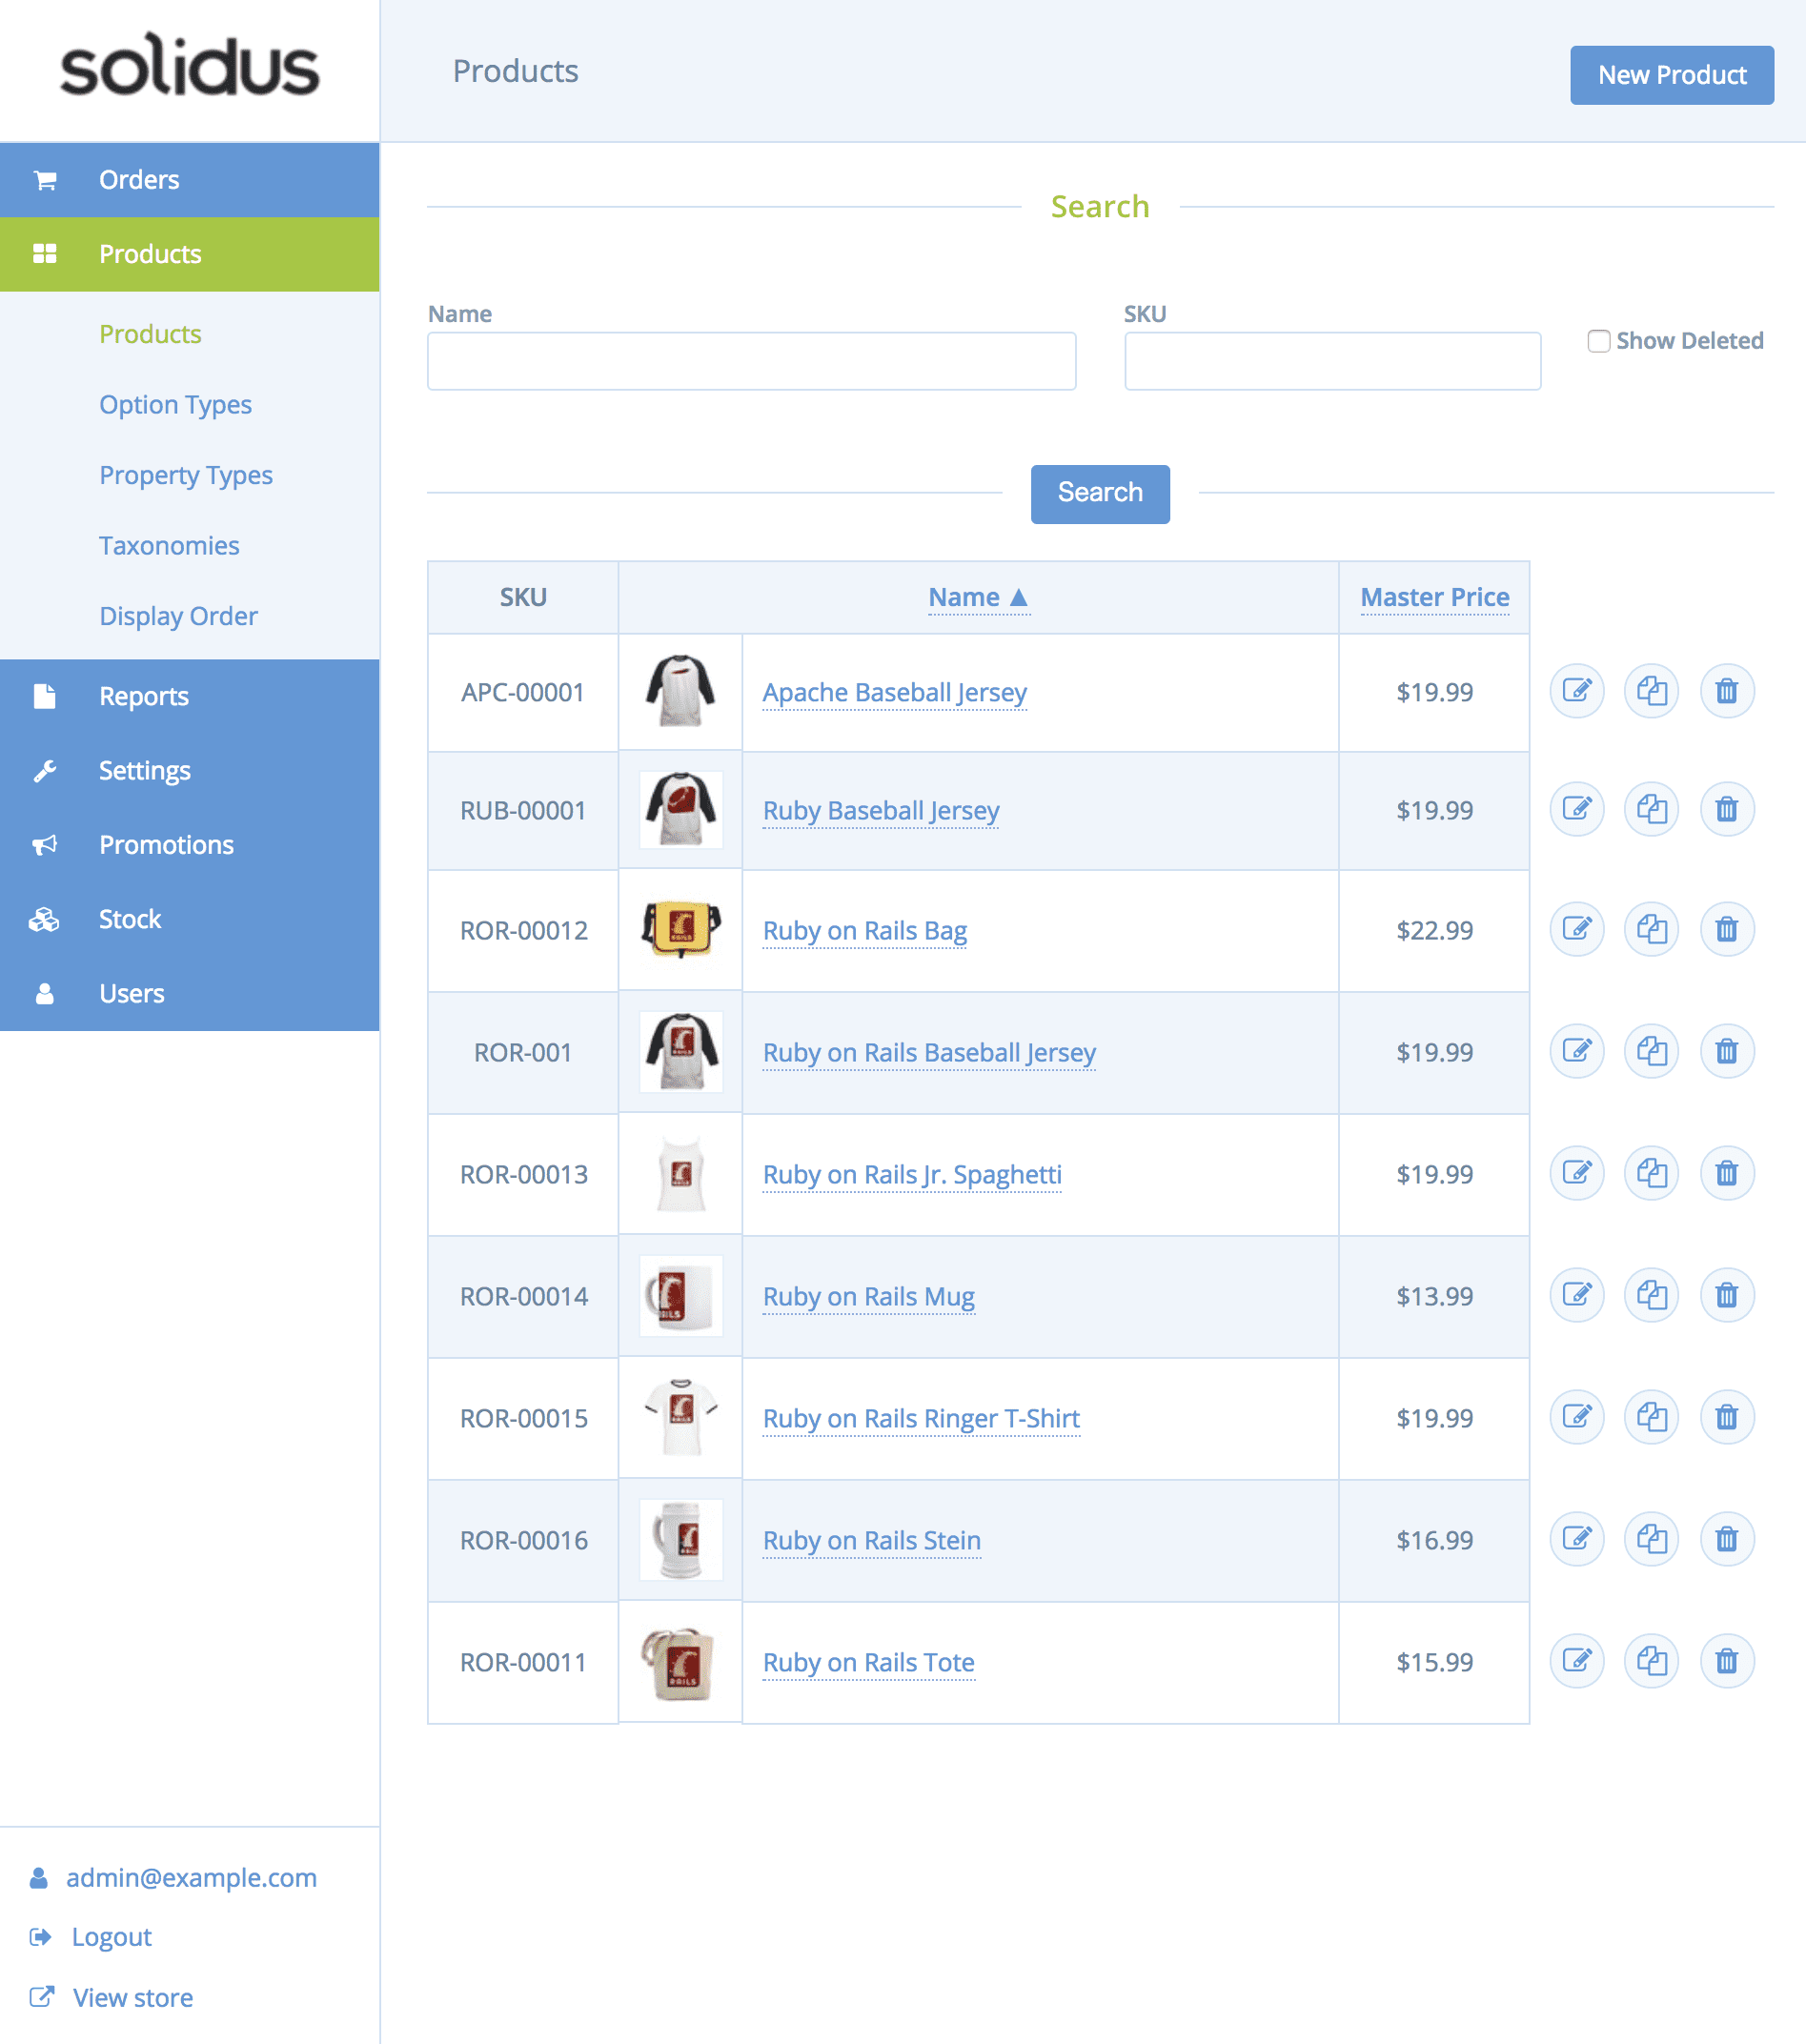 solidus
Products
New Product
Orders
Products
Products
Option Types
Property Types
Taxonomies
Display Order
Reports
Settings
Promotions
Stock
Users
admin@example.com
Logout
View store
Search
Name
SKU
Show Deleted
Search
SKU Name ▲ Master Price
APC-00001 Apache Baseball Jersey $19.99
RUB-00001 Ruby Baseball Jersey $19.99
ROR-00012 RAILS Ruby on Rails Bag $22.99
ROR-001 RAILS Ruby on Rails Baseball Jersey $19.99
ROR-00013 RAILS Ruby on Rails Jr. Spaghetti $19.99
ROR-00014 Ruby on Rails Mug $13.99
ROR-00015 RAILS Ruby on Rails Ringer T-Shirt $19.99
ROR-00016 Ruby on Rails Stein $16.99
ROR-00011 RAILS Ruby on Rails Tote $15.99